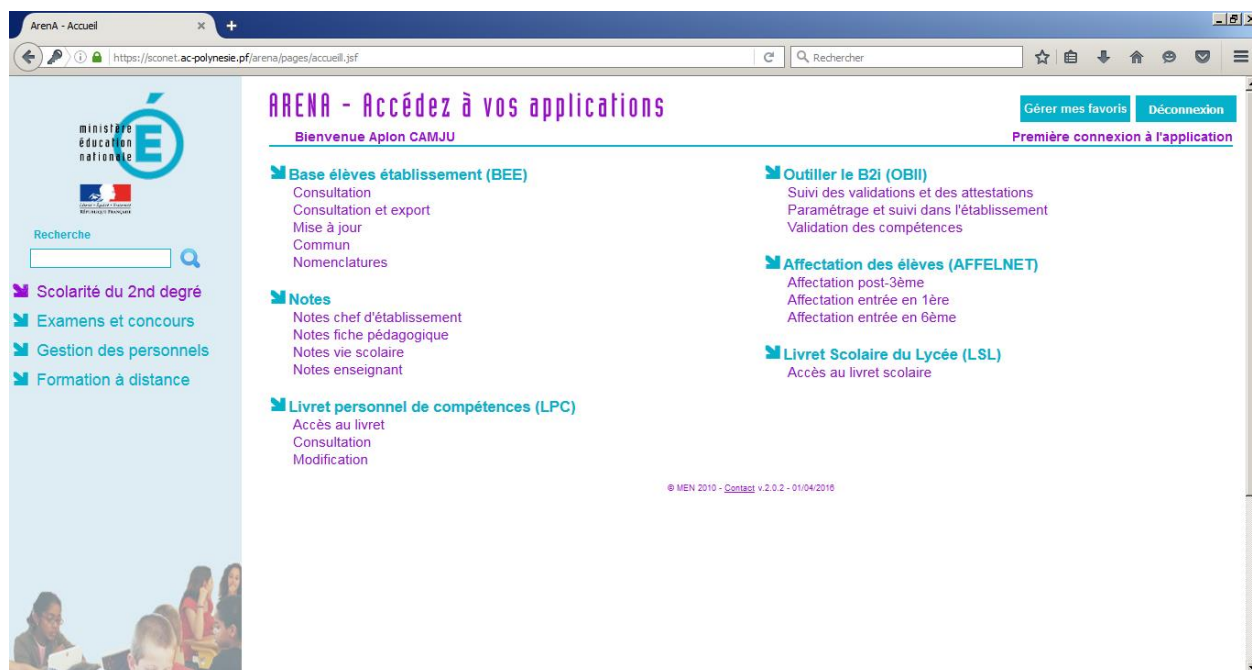 ArenA - Accueil
https://sconet.ac-polynesie.pf/arena/pages/accueil.jsf
Rechercher
ministère
éducation
nationale
Liberté • Égalité • Fraternité
RÉPUBLIQUE FRANÇAISE
Recherche
Scolarité du 2nd degré
Examens et concours
Gestion des personnels
Formation à distance
ARENA - Accédez à vos applications
Gérer mes favoris
Déconnexion
Bienvenue Aplon CAMJU
Première connexion à l'application
Base élèves établissement (BEE)
Consultation
Consultation et export
Mise à jour
Commun
Nomenclatures
Notes
Notes chef d'établissement
Notes fiche pédagogique
Notes vie scolaire
Notes enseignant
Livret personnel de compétences (LPC)
Accès au livret
Consultation
Modification
Outiller le B2i (OBII)
Suivi des validations et des attestations
Paramétrage et suivi dans l'établissement
Validation des compétences
Affectation des élèves (AFFELNET)
Affectation post-3ème
Affectation entrée en 1ère
Affectation entrée en 6ème
Livret Scolaire du Lycée (LSL)
Accès au livret scolaire
© MEN 2010 - Contact v.2.0.2 - 01/04/2016